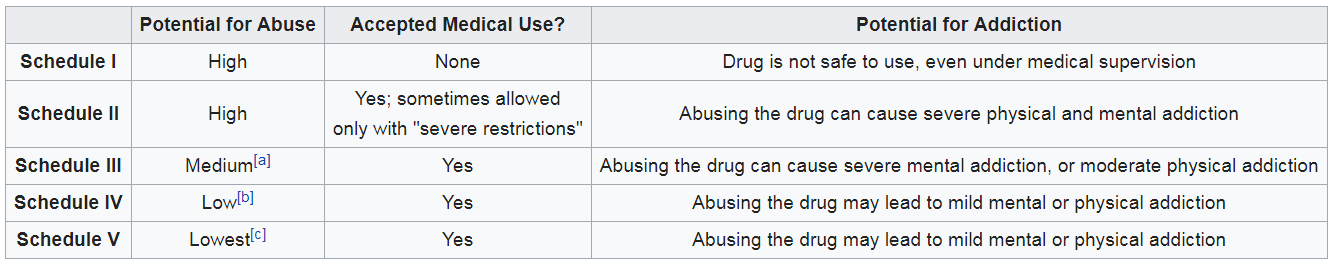 Potential for Abuse Accepted Medical Use? Potential for Addiction
Schedule I High None Drug is not safe to use, even under medical supervision
Schedule II High Yes; sometimes allowed
only with "severe restrictions" Abusing the drug can cause severe physical and mental addiction
Schedule III Medium[a] Yes Abusing the drug can cause severe mental addiction, or moderate physical addiction
Schedule IV Low[b] Yes Abusing the drug may lead to mild mental or physical addiction
Schedule V Lowest[c] Yes Abusing the drug may lead to mild mental or physical addiction